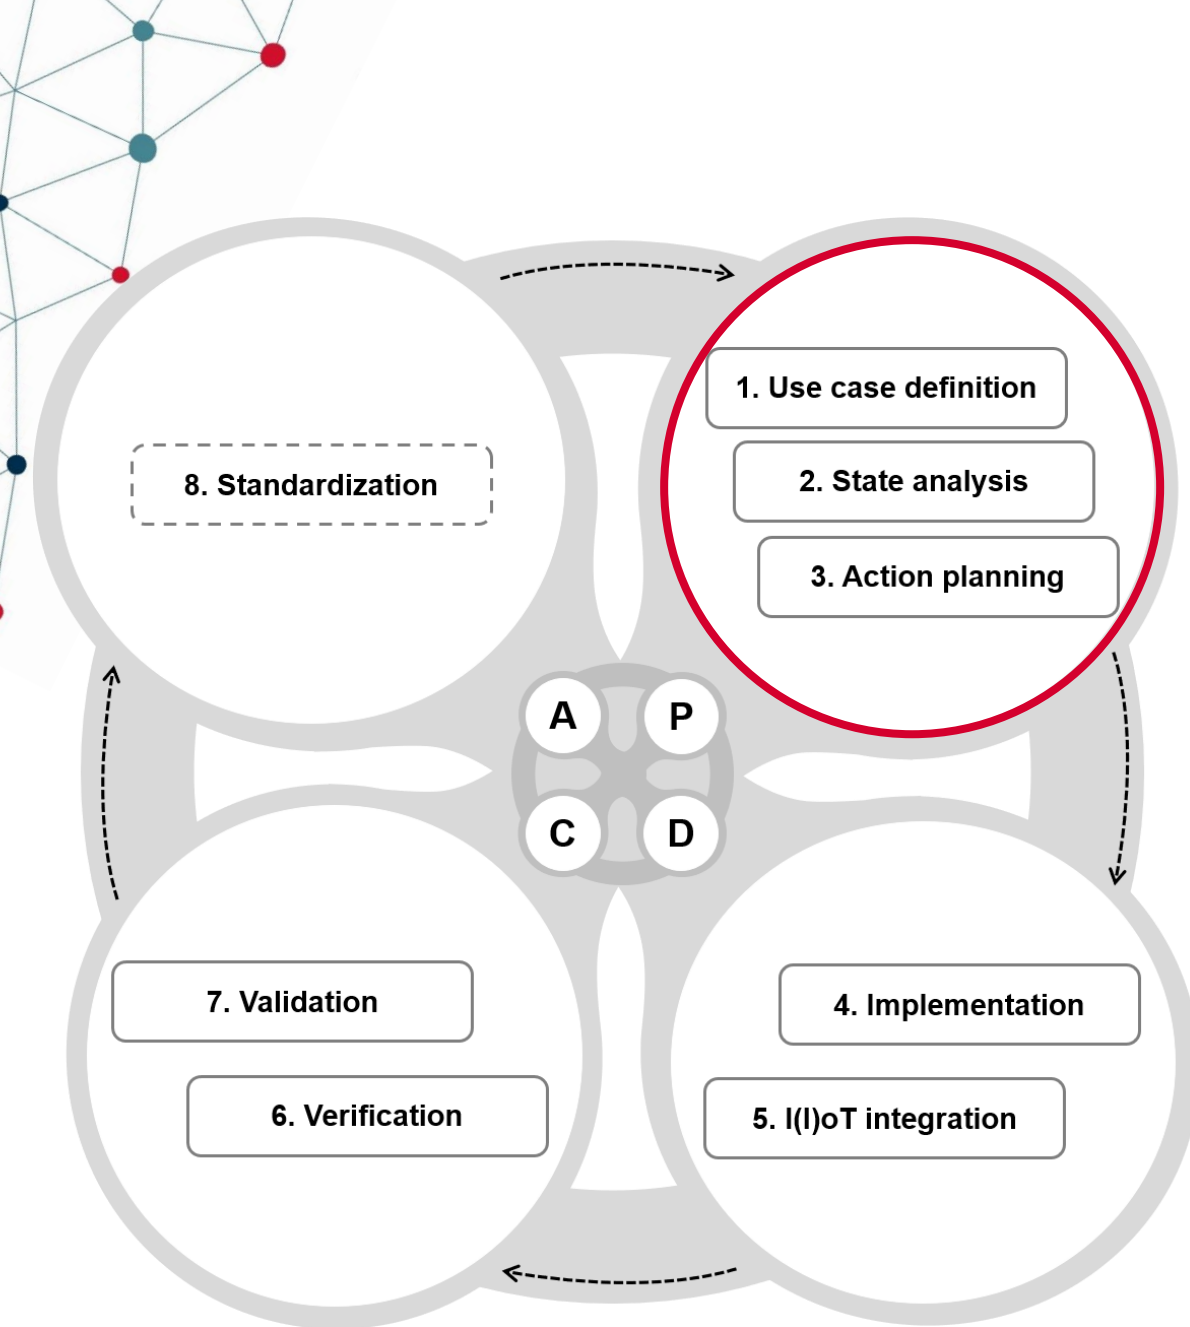 1. Use case definition
2. State analysis
3. Action planning
8. Standardization
A
P
C
D
7. Validation
6. Verification
4. Implementation
5. I(I)oT integration